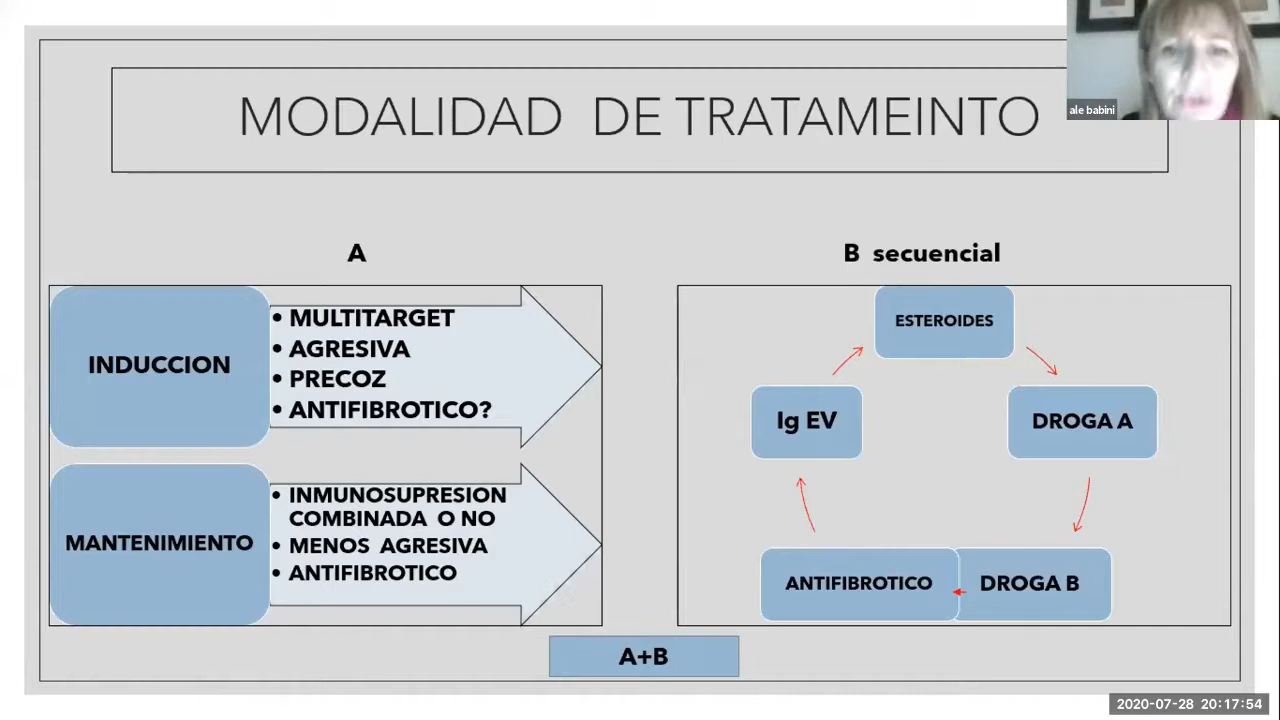 MODALIDAD DE TRATAMEINTO
ale babini
A
B secuencial
INDUCCION
• MULTITARGET
• AGRESIVA
• PRECOZ
• ANTIFIBROTICO?
MANTENIMIENTO
• INMUNOSUPRESION
COMBINADA O NO
• MENOS AGRESIVA
• ANTIFIBROTICO
ESTEROIDES
DROGA A
DROGA B
ANTIFIBROTICO
Ig EV
A+B
2020-07-28 20:17:54